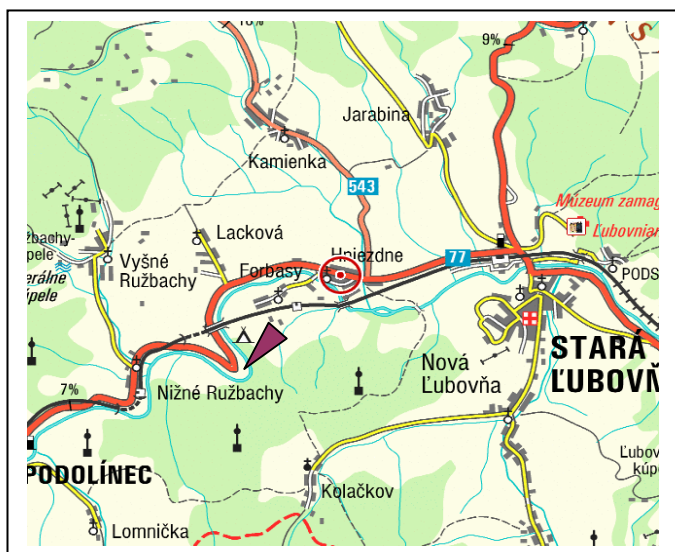 10%
9%
Jarabina
Kamienka
543
Múzeum zamag
Ľubovnian
Lacková
Hniezdne
77
Vyšné
Ružbachy
Forbasy
PODS
STARÁ
ĽUBOVŇ
Nová
Ľubovňa
7%
Nižné Ružbachy
PODOLÍNEC
Kolačkov
Ľubov
kúpe
Lomnička